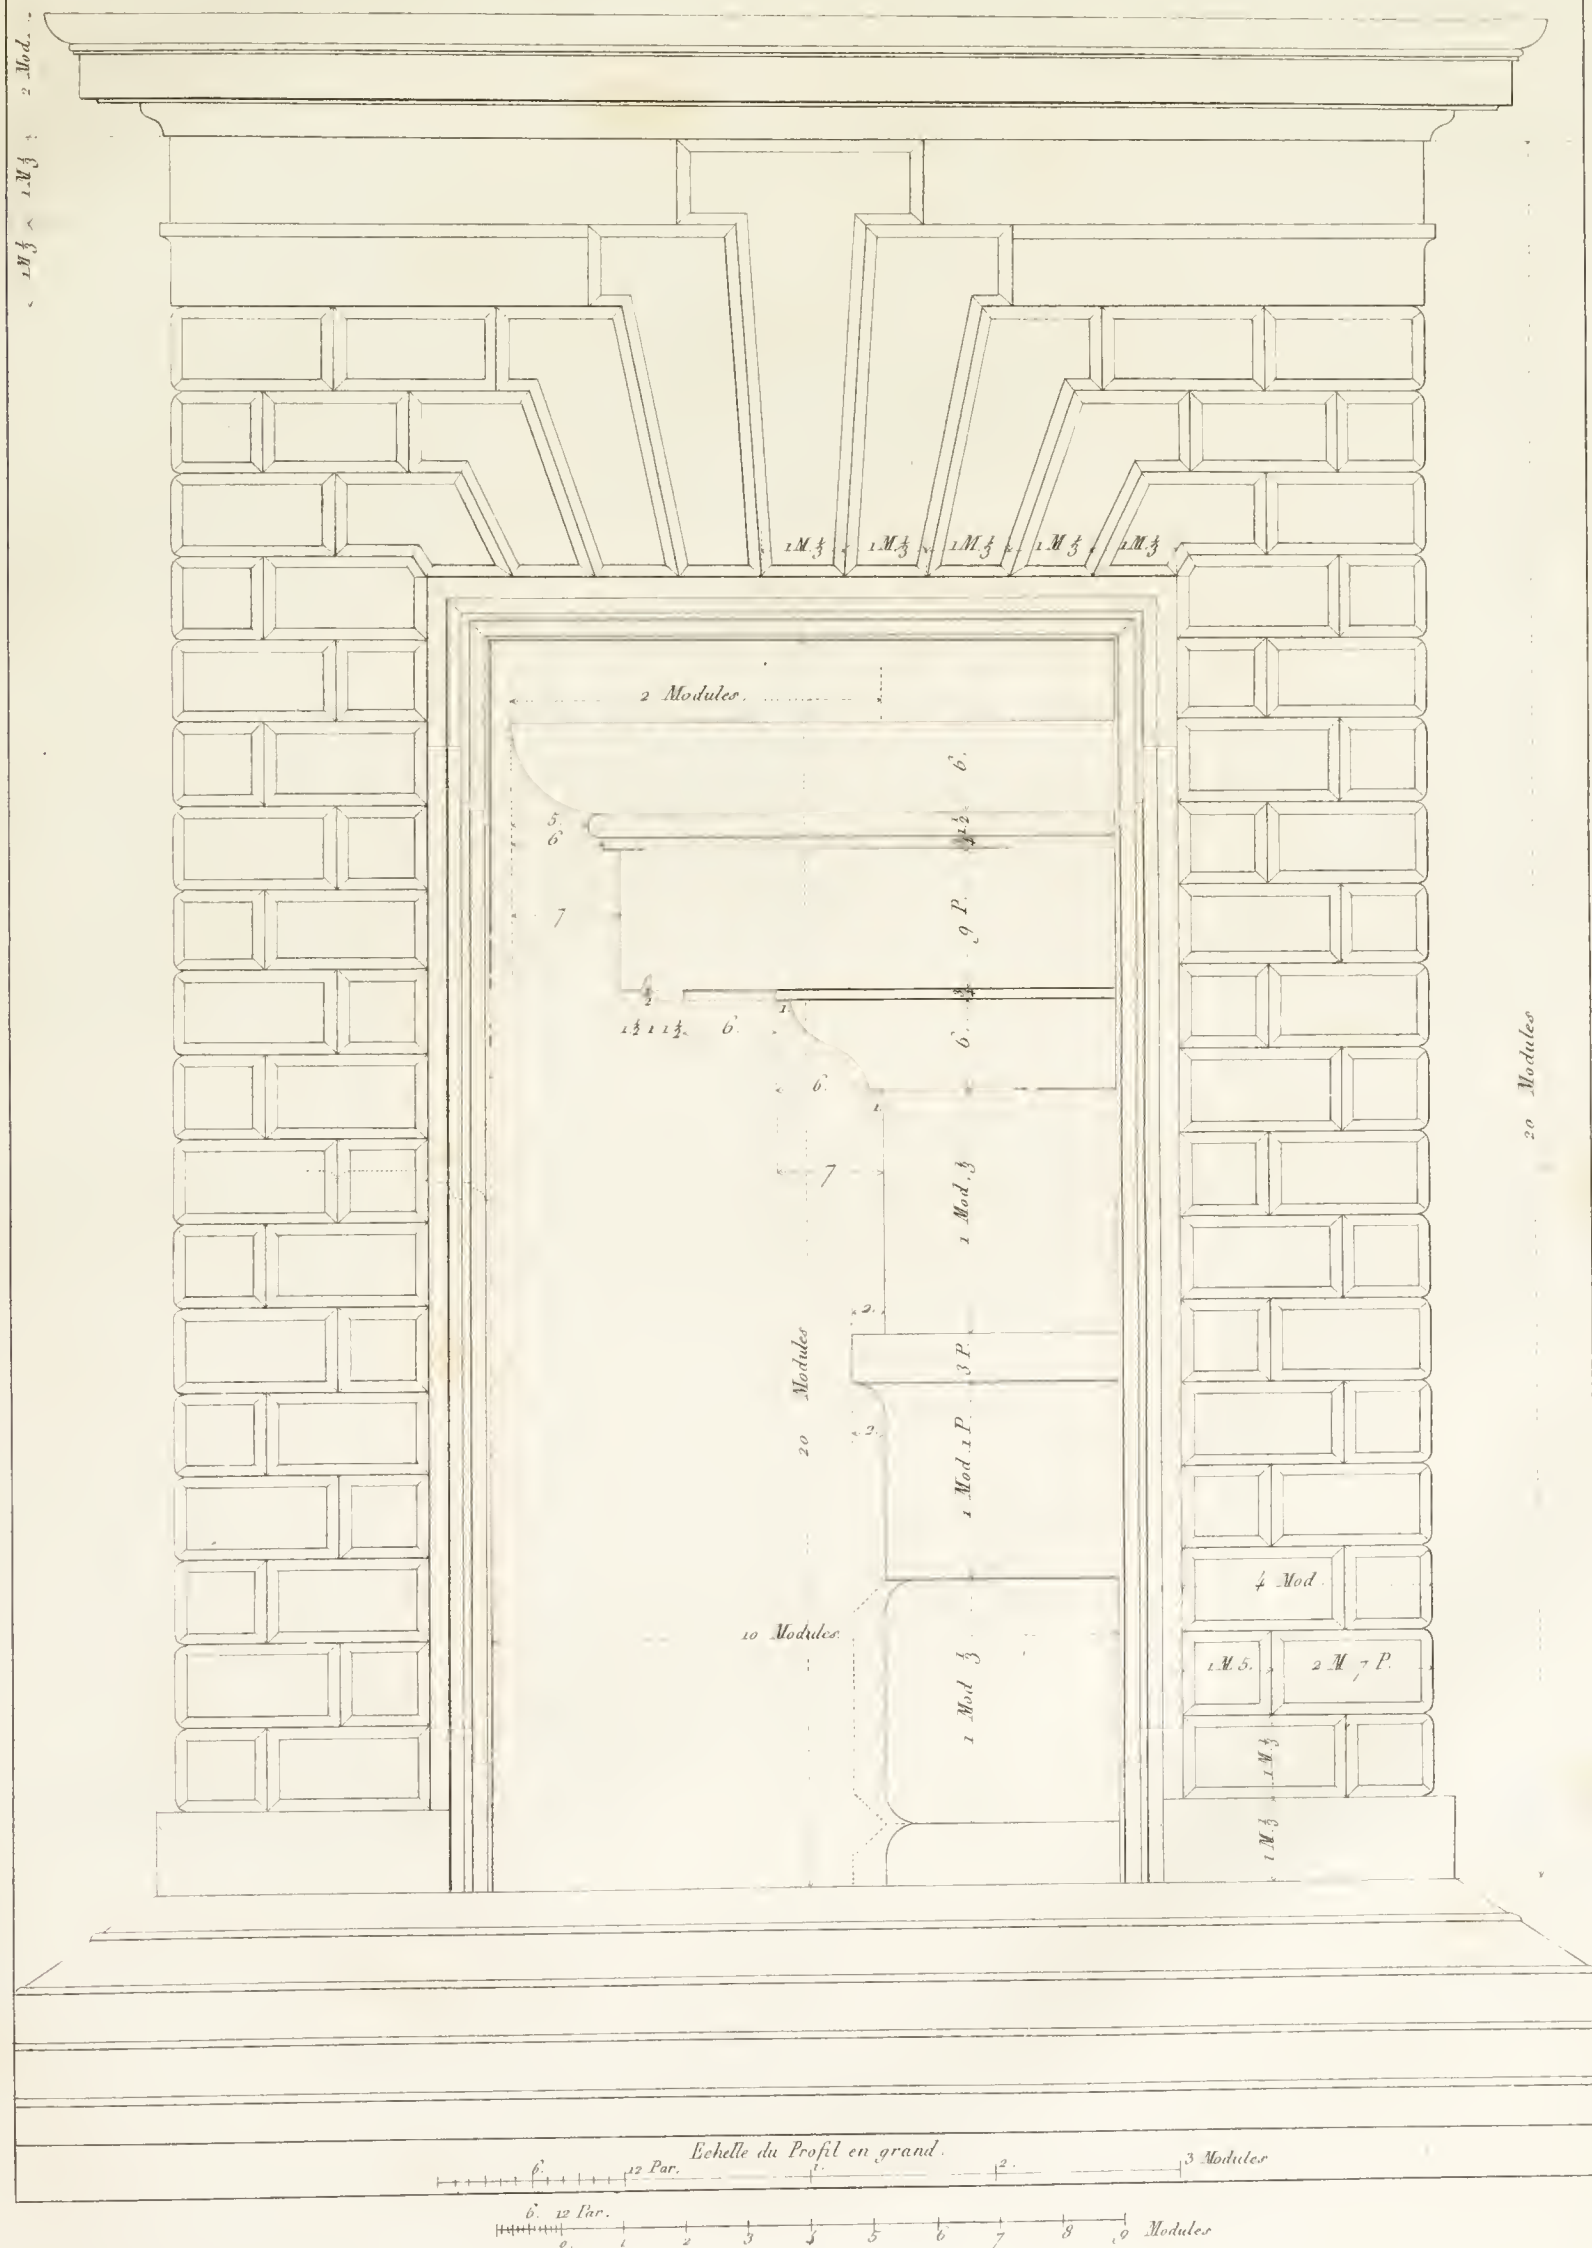 2 Mod.
1 M ⅓
1 M ⅓
1 M. ⅓ 1 M. ⅓ 1 M ⅓ 1 M ⅓ 1 M ⅓
2 Modules.
6.
5.
1 ½
6
9 P.
7
2
1.
1 ½ 1 1 ½ 6.
6.
6.
1.
7
1 Mod. ⅓
2.
3 P.
20 Modules
2.
1 Mod. 1 P.
10 Modules.
1 Mod ⅓
20 Modules
4 Mod.
1 M. 5. 2 M 7 P.
1 M ⅓
1 M. ⅓
Echelle du Profil en grand.
6. 12 Par. 1. 2. 3 Modules
6. 12 Par.
0. 1 2 3 4 5 6 7 8 9 Modules